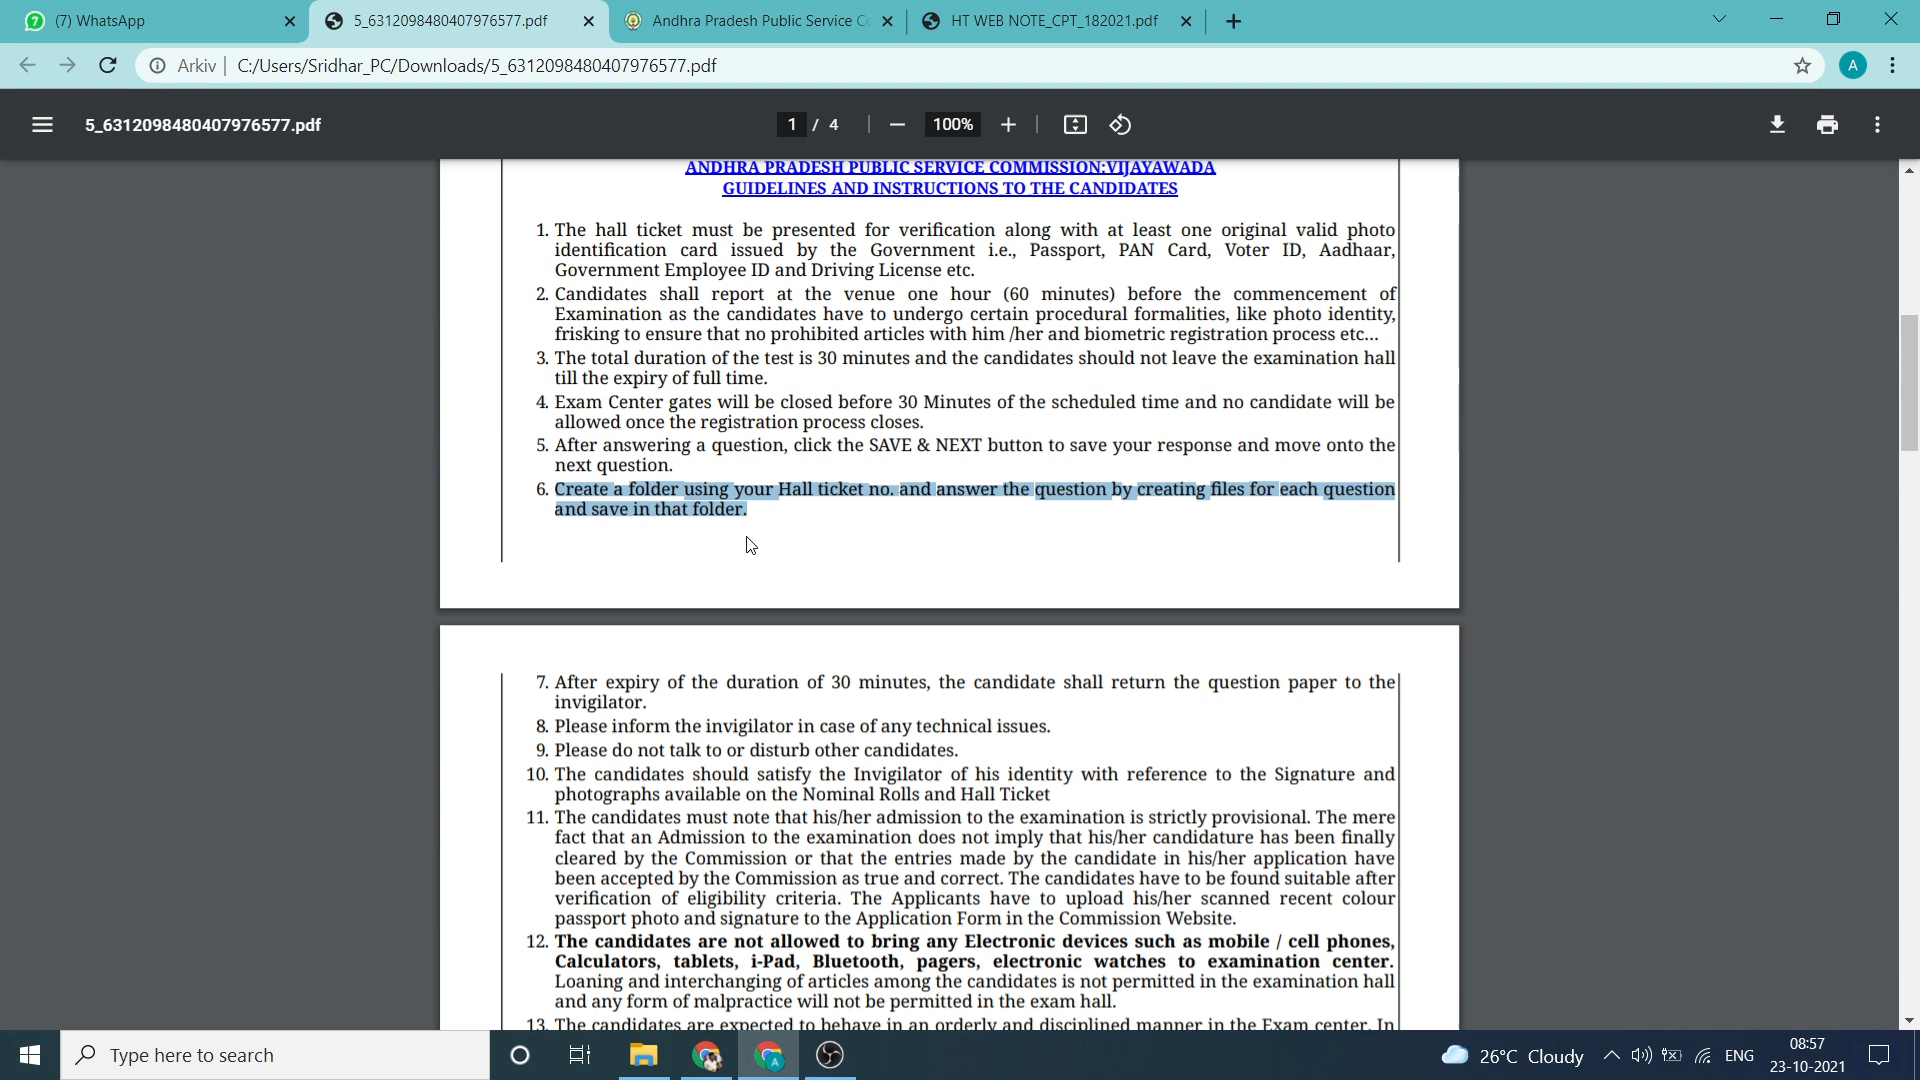 (7) WhatsApp
5_6312098480407976577.pdf
Andhra Pradesh Public Service C
HT WEB NOTE_CPT_182021.pdf
Arkiv
C:/Users/Sridhar_PC/Downloads/5_6312098480407976577.pdf
A
5_6312098480407976577.pdf
1 / 4
100%
ANDHRA PRADESH PUBLIC SERVICE COMMISSION:VIJAYAWADA
GUIDELINES AND INSTRUCTIONS TO THE CANDIDATES
1. The hall ticket must be presented for verification along with at least one original valid photo
identification card issued by the Government i.e., Passport, PAN Card, Voter ID, Aadhaar,
Government Employee ID and Driving License etc.
2. Candidates shall report at the venue one hour (60 minutes) before the commencement of
Examination as the candidates have to undergo certain procedural formalities, like photo identity,
frisking to ensure that no prohibited articles with him /her and biometric registration process etc...
3. The total duration of the test is 30 minutes and the candidates should not leave the examination hall
till the expiry of full time.
4. Exam Center gates will be closed before 30 Minutes of the scheduled time and no candidate will be
allowed once the registration process closes.
5. After answering a question, click the SAVE & NEXT button to save your response and move onto the
next question.
6. Create a folder using your Hall ticket no. and answer the question by creating files for each question
and save in that folder.
7. After expiry of the duration of 30 minutes, the candidate shall return the question paper to the
invigilator.
8. Please inform the invigilator in case of any technical issues.
9. Please do not talk to or disturb other candidates.
10. The candidates should satisfy the Invigilator of his identity with reference to the Signature and
photographs available on the Nominal Rolls and Hall Ticket
11. The candidates must note that his/her admission to the examination is strictly provisional. The mere
fact that an Admission to the examination does not imply that his/her candidature has been finally
cleared by the Commission or that the entries made by the candidate in his/her application have
been accepted by the Commission as true and correct. The candidates have to be found suitable after
verification of eligibility criteria. The Applicants have to upload his/her scanned recent colour
passport photo and signature to the Application Form in the Commission Website.
12. The candidates are not allowed to bring any Electronic devices such as mobile / cell phones,
Calculators, tablets, i-Pad, Bluetooth, pagers, electronic watches to examination center.
Loaning and interchanging of articles among the candidates is not permitted in the examination hall
and any form of malpractice will not be permitted in the exam hall.
13. The candidates are expected to behave in an orderly and disciplined manner in the Exam center. In
Type here to search
26°C Cloudy
ENG
08:57
23-10-2021